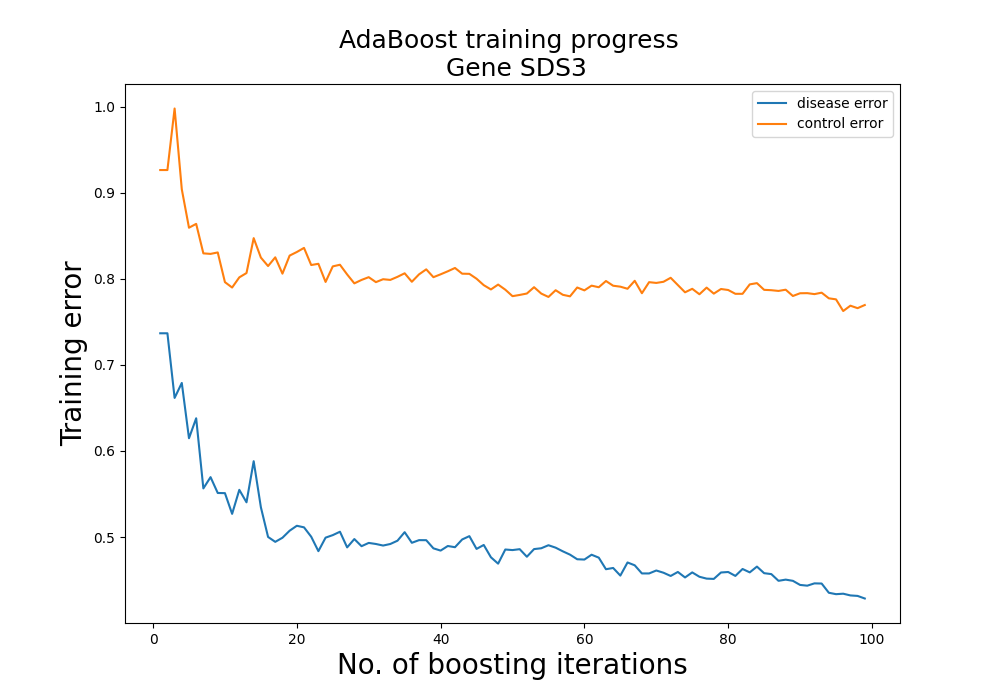 AdaBoost training progress
Gene SDS3
disease error
control error
Training error
1.0
0.9
0.8
0.7
0.6
0.5
0
20
40
60
80
100
No. of boosting iterations